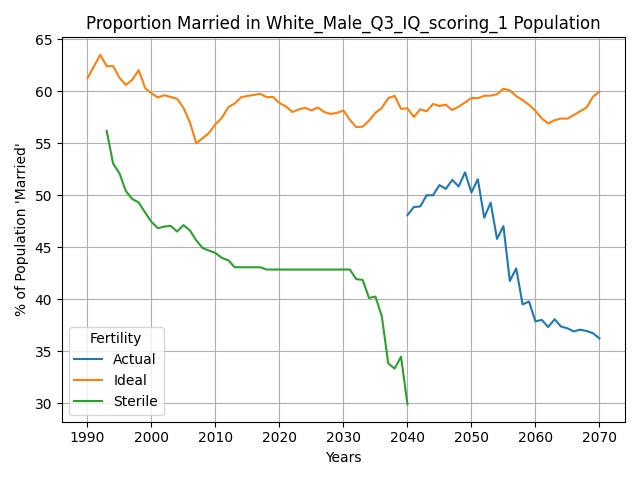 Proportion Married in White_Male_Q3_IQ_scoring_1 Population
% of Population 'Married'
65
60
55
50
45
40
35
30
Fertility
Actual
Ideal
Sterile
1990 2000 2010 2020 2030 2040 2050 2060 2070
Years